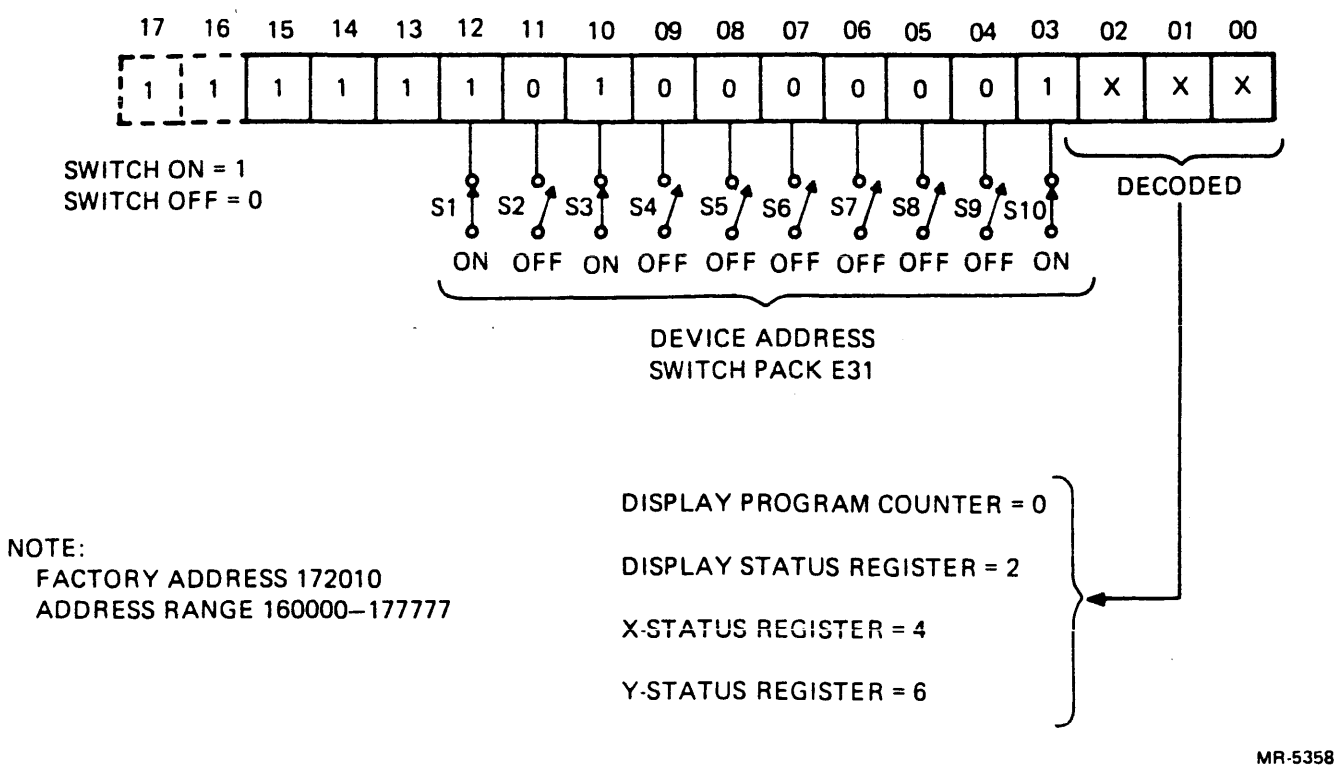 17 16 15 14 13 12 11 10 09 08 07 06 05 04 03 02 01 00
1 1 1 1 1 1 0 1 0 0 0 0 0 0 1 X X X
SWITCH ON = 1
SWITCH OFF = 0
DECODED
S1 S2 S3 S4 S5 S6 S7 S8 S9 S10
ON OFF ON OFF OFF OFF OFF OFF OFF ON
DEVICE ADDRESS
SWITCH PACK E31
DISPLAY PROGRAM COUNTER = 0
DISPLAY STATUS REGISTER = 2
X-STATUS REGISTER = 4
Y-STATUS REGISTER = 6
NOTE:
FACTORY ADDRESS 172010
ADDRESS RANGE 160000–177777
MR-5358